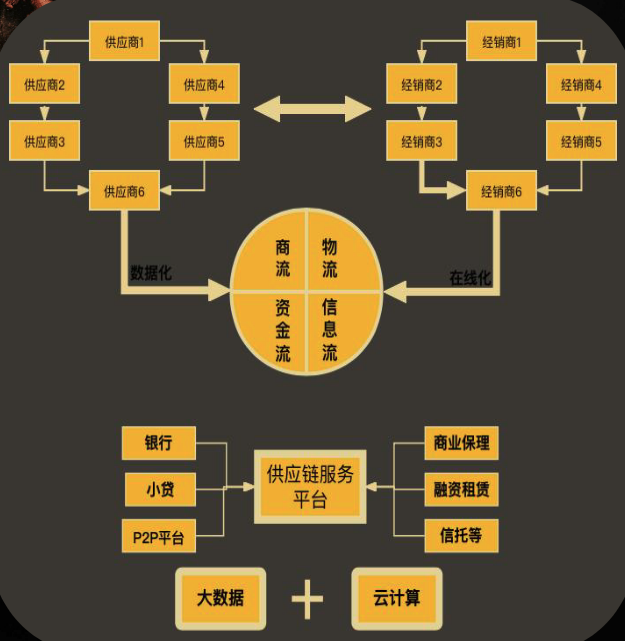 供应商1
供应商2
供应商4
供应商3
供应商5
供应商6
经销商1
经销商2
经销商4
经销商3
经销商5
经销商6
数据化
在线化
商流
物流
资金流
信息流
银行
小贷
P2P平台
供应链服务
平台
商业保理
融资租赁
信托等
大数据
+
云计算